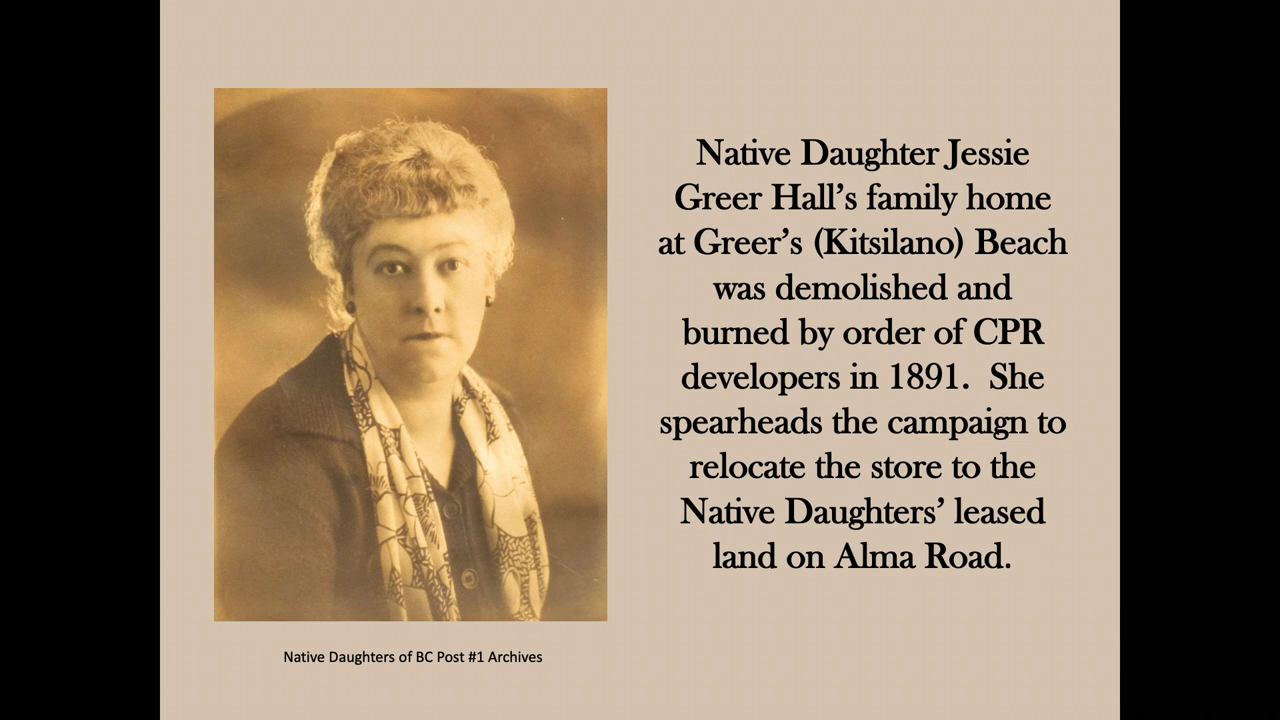 Native Daughter Jessie
Greer Hall’s family home
at Greer’s (Kitsilano) Beach
was demolished and
burned by order of CPR
developers in 1891.  She
spearheads the campaign to
relocate the store to the
Native Daughters’ leased
land on Alma Road.
Native Daughters of BC Post #1 Archives